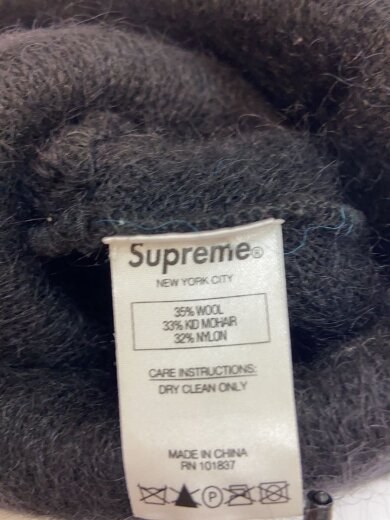 Supreme®
NEW YORK CITY
35% WOOL
33% KID MOHAIR
32% NYLON
CARE INSTRUCTIONS:
DRY CLEAN ONLY
MADE IN CHINA
RN 101837
P